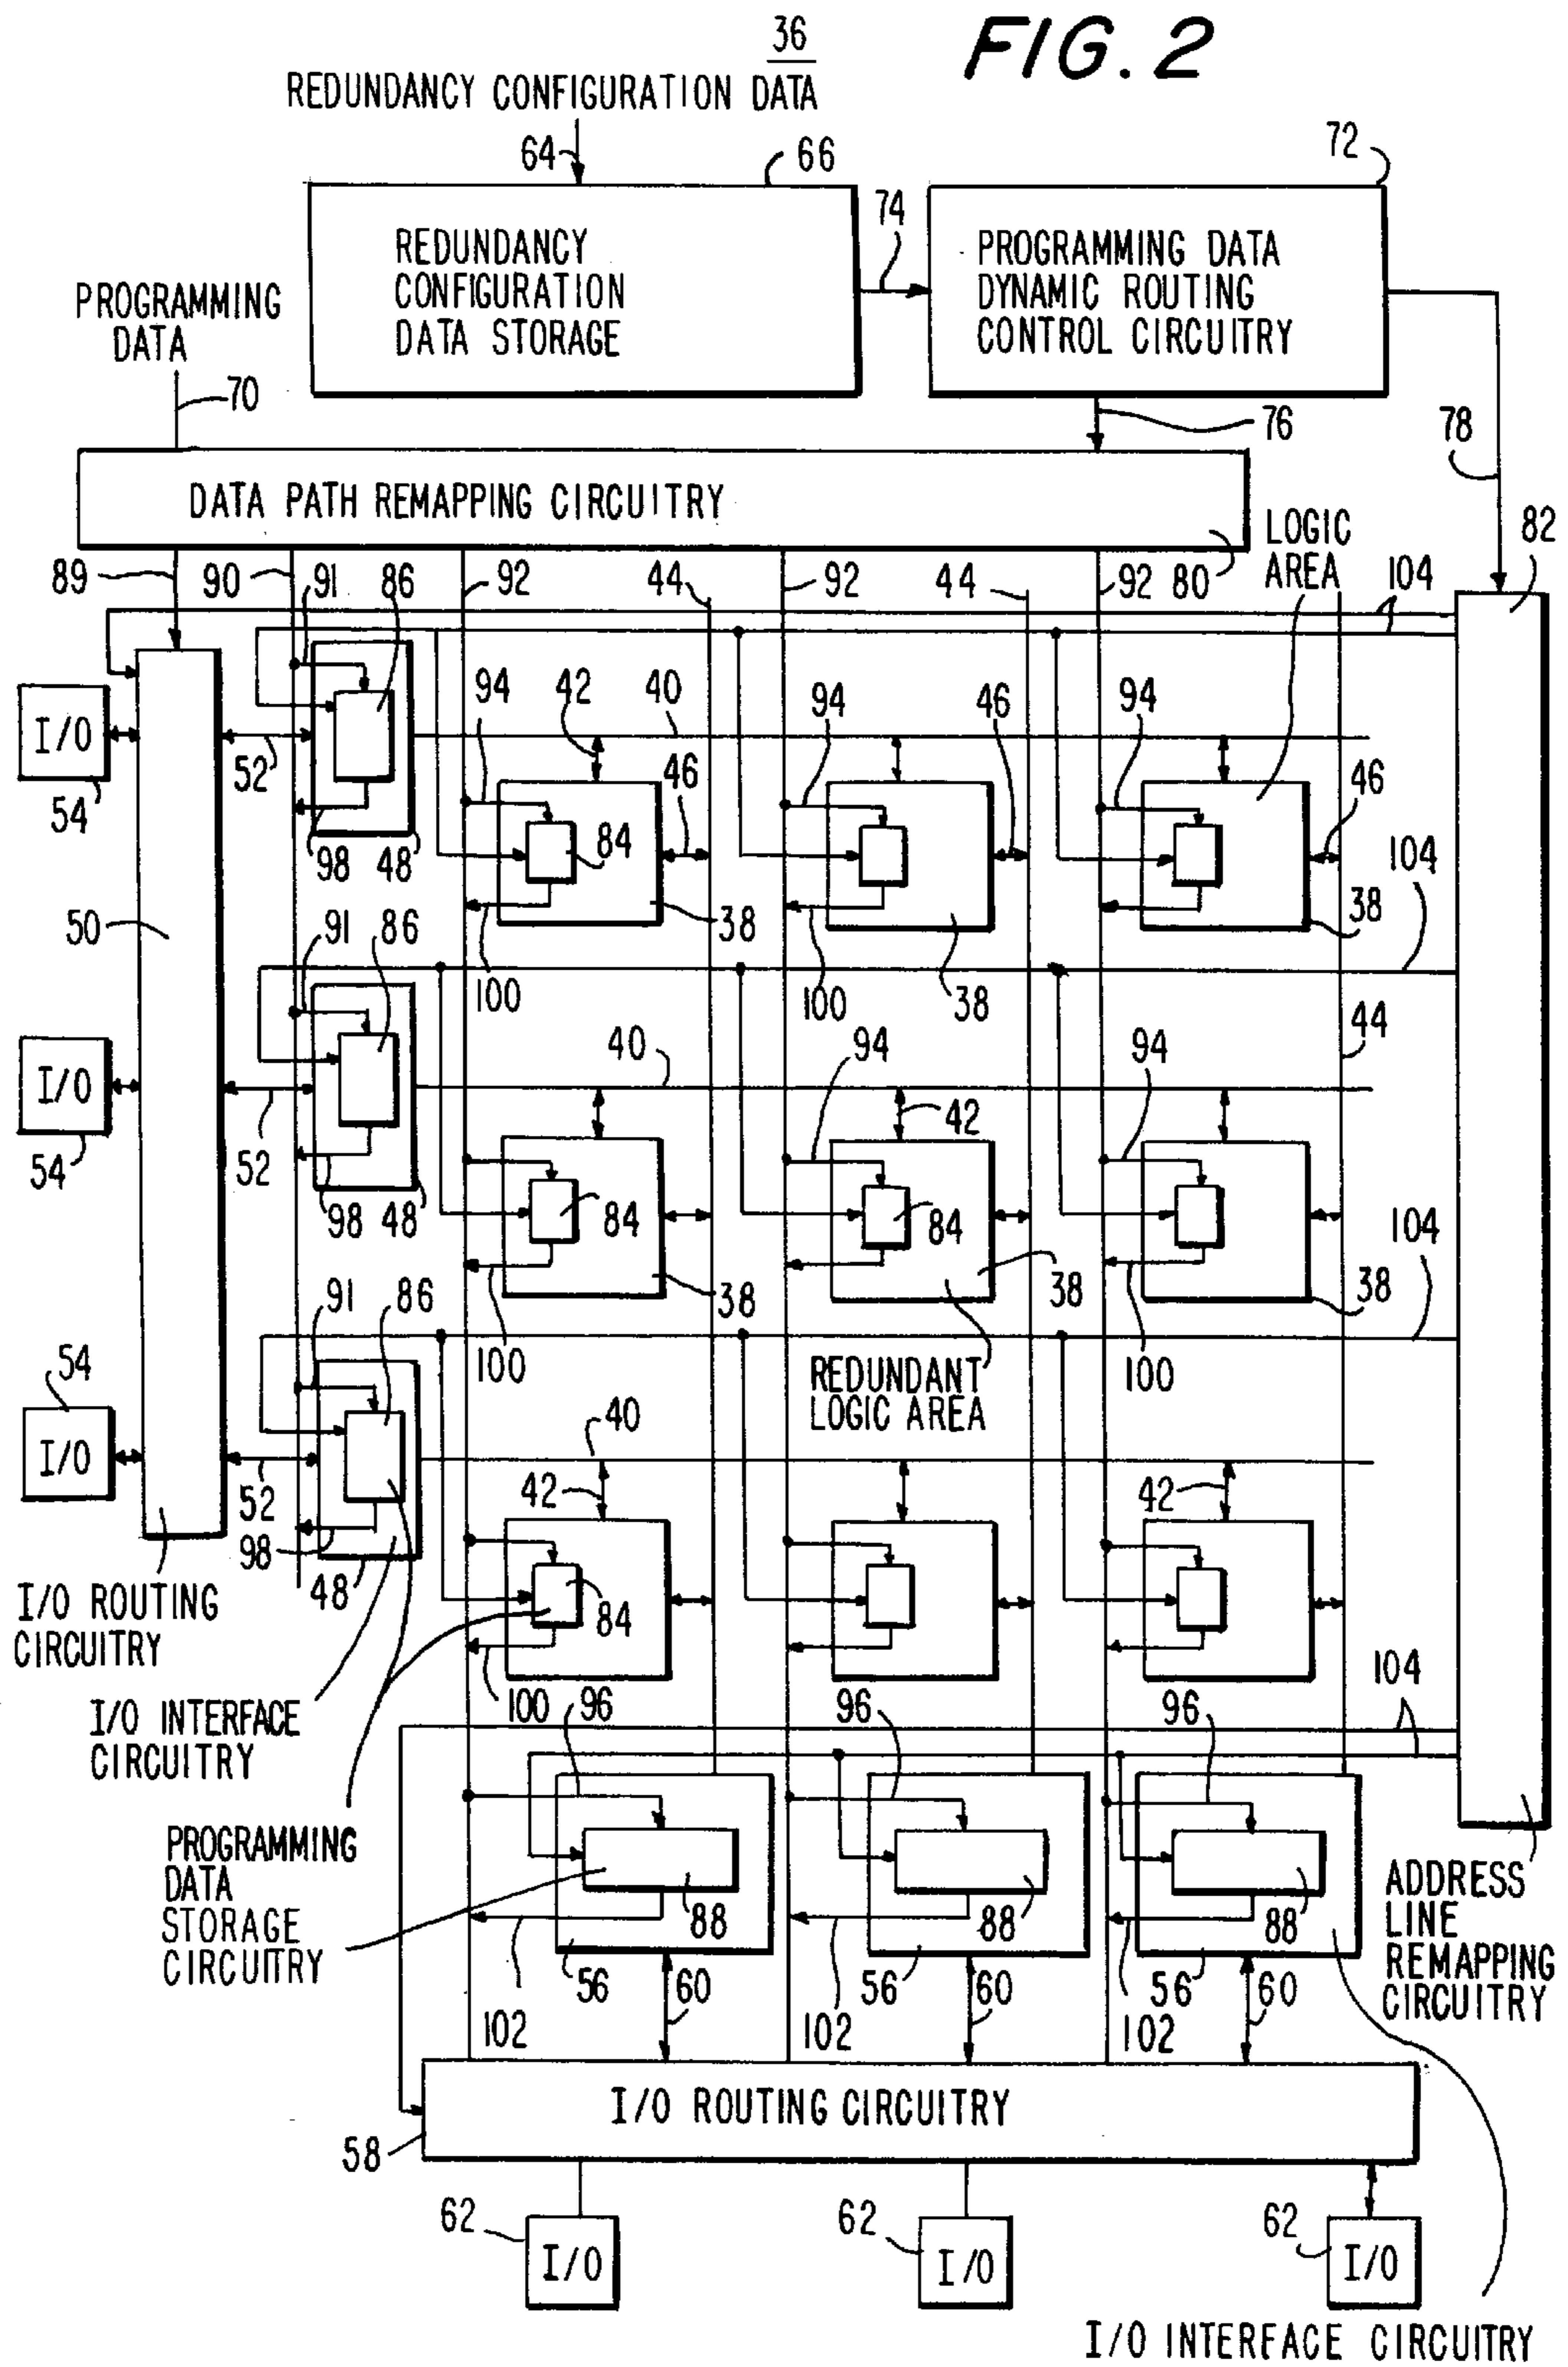 36
FIG. 2
REDUNDANCY CONFIGURATION DATA
64
66
72
REDUNDANCY
CONFIGURATION
DATA STORAGE
74
PROGRAMMING DATA
DYNAMIC ROUTING
CONTROL CIRCUITRY
PROGRAMMING
DATA
70
76
78
DATA PATH REMAPPING CIRCUITRY
LOGIC
AREA
82
89
90
91
86
92
44
92
44
92
80
104
I/O
54
52
98
48
94
42
40
46
84
38
100
94
46
38
100
94
46
38
104
50
91
86
I/O
54
52
98
48
40
94
42
94
44
84
38
100
84
38
38
100
104
REDUNDANT
LOGIC AREA
54
I/O
91
86
52
98
48
40
42
42
84
100
I/O ROUTING
CIRCUITRY
I/O INTERFACE
CIRCUITRY
96
96
96
104
PROGRAMMING
DATA
STORAGE
CIRCUITRY
88
88
88
56
60
102
56
60
102
56
60
102
ADDRESS
LINE
REMAPPING
CIRCUITRY
I/O ROUTING CIRCUITRY
58
62
I/O
62
I/O
62
I/O
I/O INTERFACE CIRCUITRY